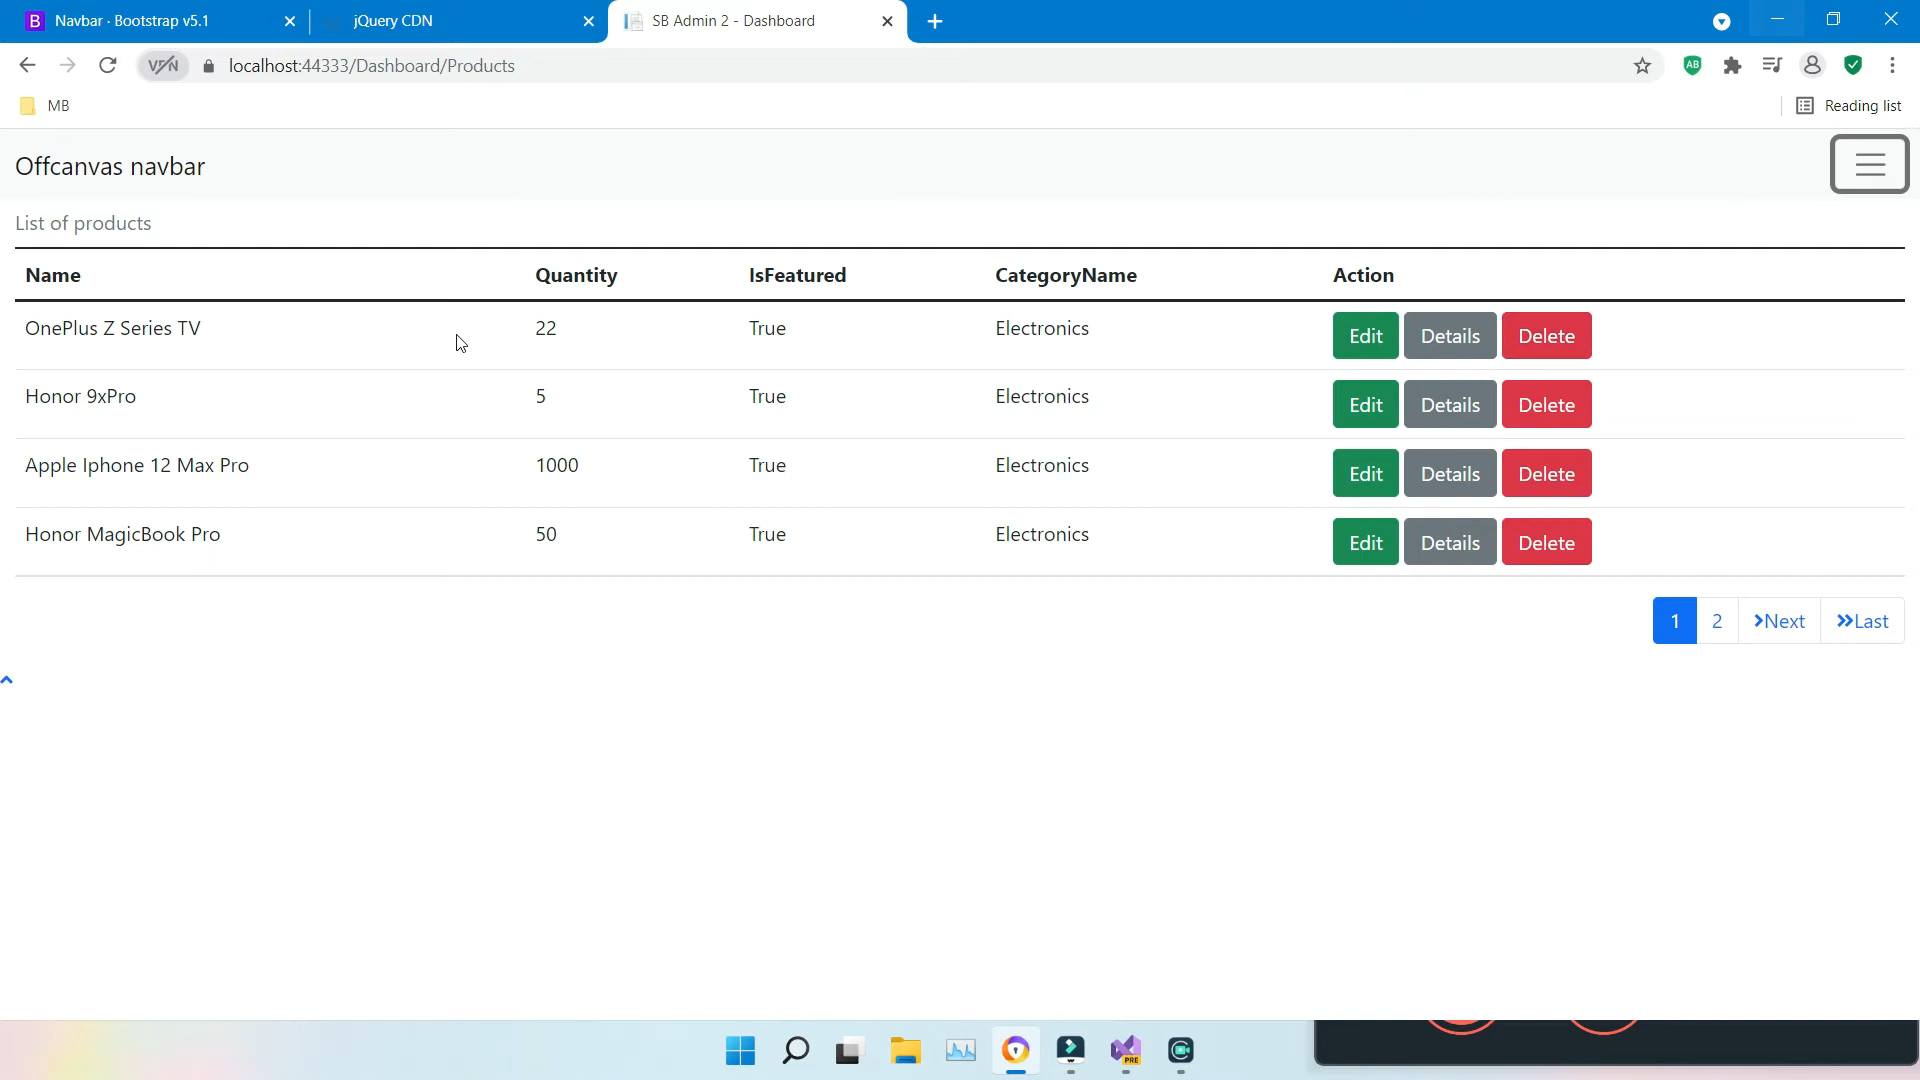 B Navbar · Bootstrap v5.1 jQuery CDN SB Admin 2 - Dashboard
VPN localhost:44333/Dashboard/Products AB
MB Reading list
Offcanvas navbar
List of products
Name Quantity IsFeatured CategoryName Action
OnePlus Z Series TV 22 True Electronics Edit Details Delete
Honor 9xPro 5 True Electronics Edit Details Delete
Apple Iphone 12 Max Pro 1000 True Electronics Edit Details Delete
Honor MagicBook Pro 50 True Electronics Edit Details Delete
1 2 Next Last
PRE